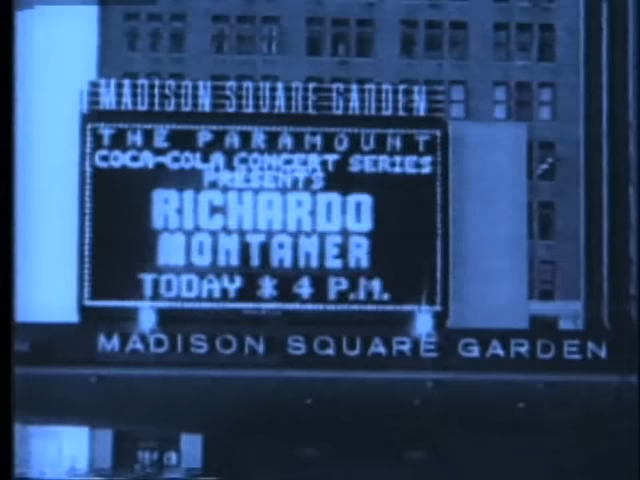 MADISON SQUARE GARDEN
THE PARAMOUNT
COCA-COLA CONCERT SERIES
PRESENTS
RICHARDO
MONTANER
TODAY * 4 P.M.
MADISON SQUARE GARDEN